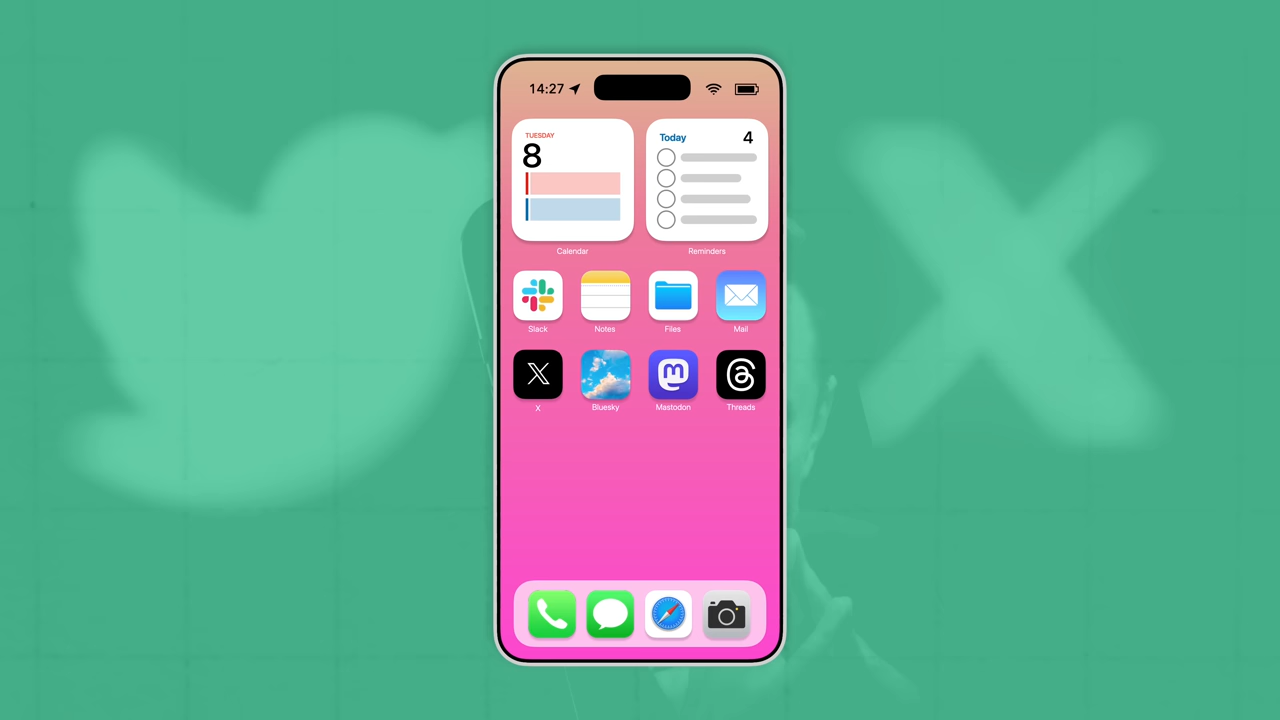 14:27
TUESDAY
8
Today 4
Calendar Reminders
Slack Notes Files Mail
X Bluesky Mastodon Threads